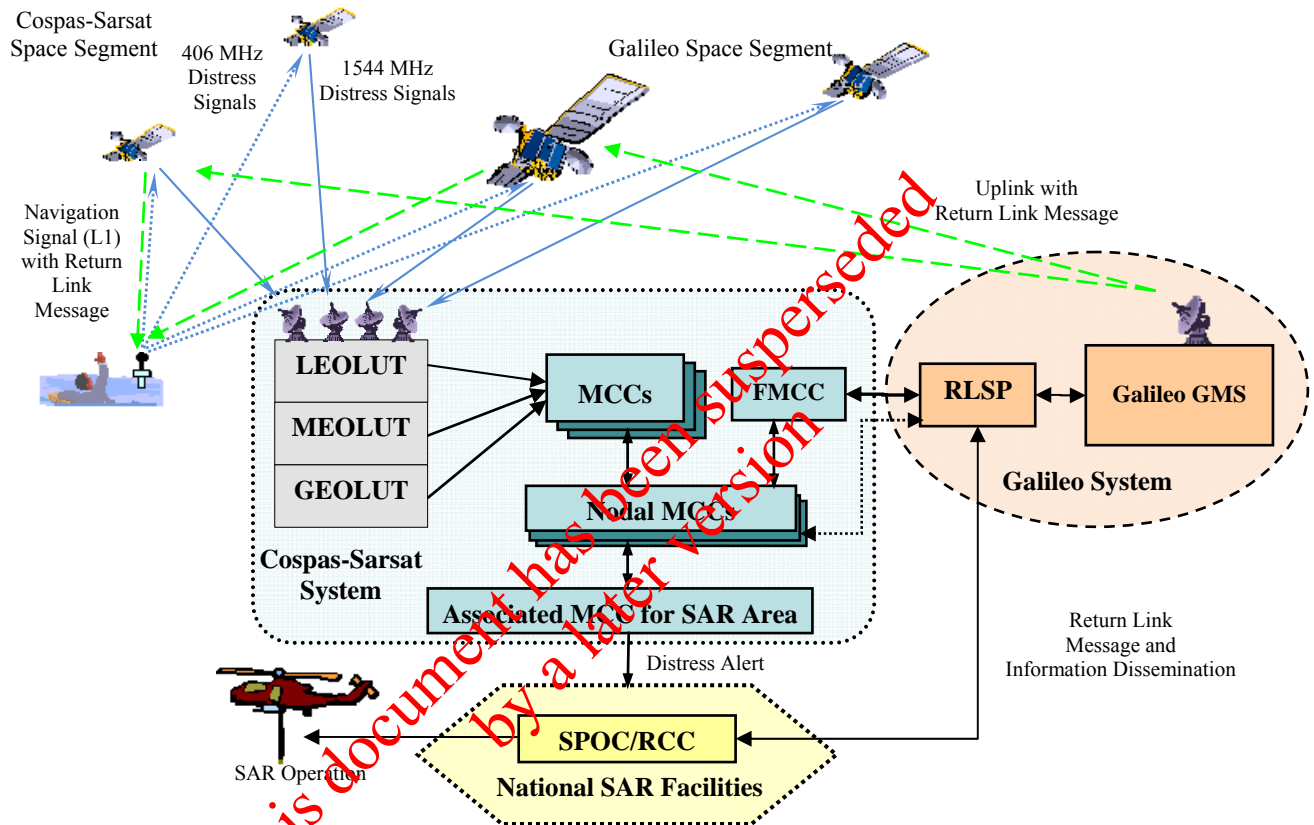 Cospas-Sarsat
Space Segment
406 MHz
Distress
Signals
1544 MHz
Distress Signals
Galileo Space Segment
Navigation
Signal (L1)
with Return
Link
Message
Uplink with
Return Link Message
LEOLUT
MEOLUT
GEOLUT
MCCs
FMCC
RLSP
Galileo GMS
Galileo System
Nodal MCCs
Cospas-Sarsat
System
Associated MCC for SAR Area
Distress Alert
Return Link
Message and
Information Dissemination
SPOC/RCC
National SAR Facilities
SAR Operation
is document has been superseded
by a later version